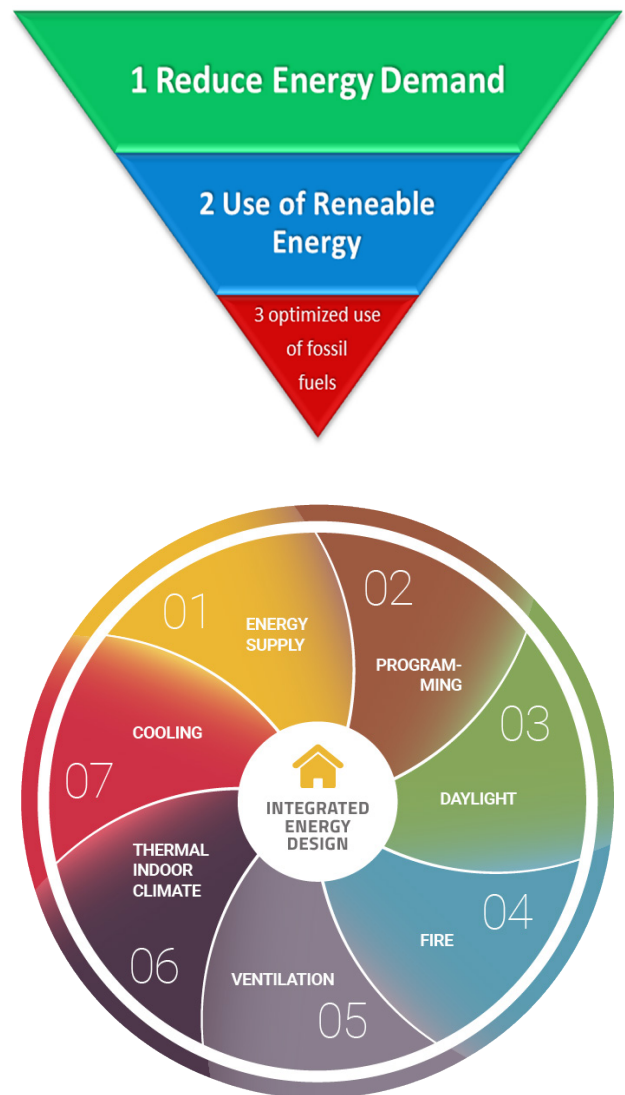 1 Reduce Energy Demand
2 Use of Reneable
Energy
3 optimized use
of fossil
fuels
01
ENERGY
SUPPLY
02
PROGRAM-
MING
03
DAYLIGHT
04
FIRE
05
VENTILATION
06
THERMAL
INDOOR
CLIMATE
07
COOLING
INTEGRATED
ENERGY
DESIGN